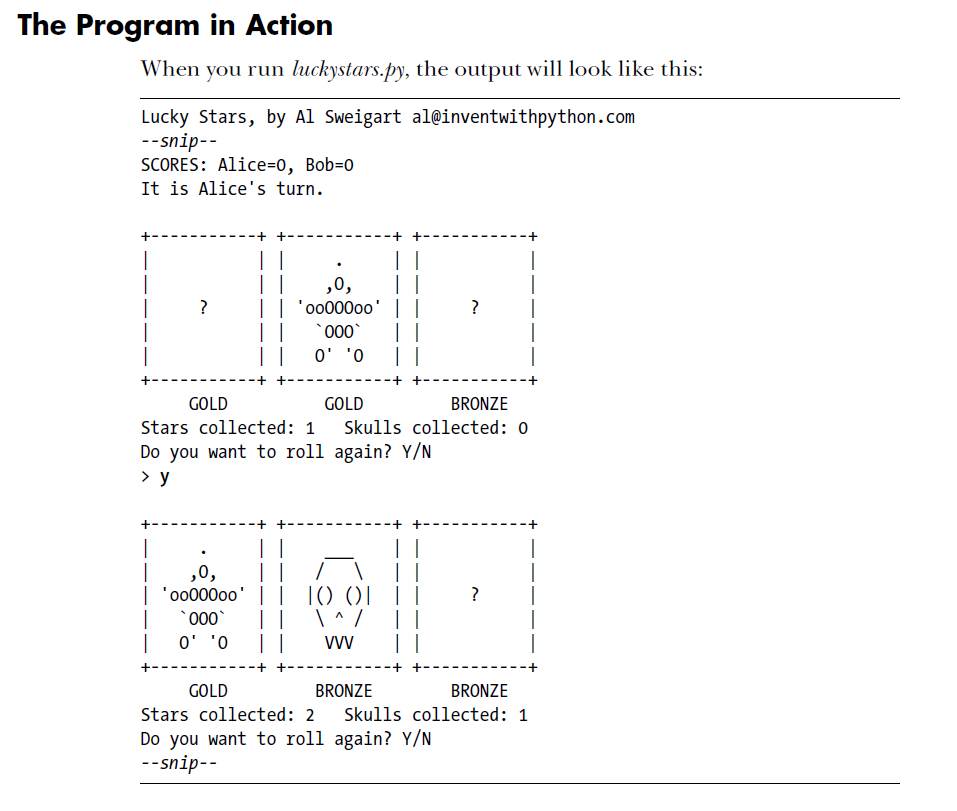 The Program in Action
When you run luckystars.py, the output will look like this:
Lucky Stars, by Al Sweigart al@inventwithpython.com
--snip--
SCORES: Alice=0, Bob=0
It is Alice's turn.
+-----------+ +-----------+ +-----------+
|           | |     .     | |           |
|           | |    ,O,    | |           |
|     ?     | | 'ooOOOoo' | |     ?     |
|           | |   `OOO`   | |           |
|           | |   O' 'O   | |           |
+-----------+ +-----------+ +-----------+
     GOLD          GOLD         BRONZE
Stars collected: 1   Skulls collected: 0
Do you want to roll again? Y/N
> y
+-----------+ +-----------+ +-----------+
|     .     | |    ___    | |           |
|    ,O,    | |   /   \   | |           |
| 'ooOOOoo' | |  |() ()|  | |     ?     |
|   `OOO`   | |   \ ^ /   | |           |
|   O' 'O   | |    VVV    | |           |
+-----------+ +-----------+ +-----------+
     GOLD         BRONZE        BRONZE
Stars collected: 2   Skulls collected: 1
Do you want to roll again? Y/N
--snip--